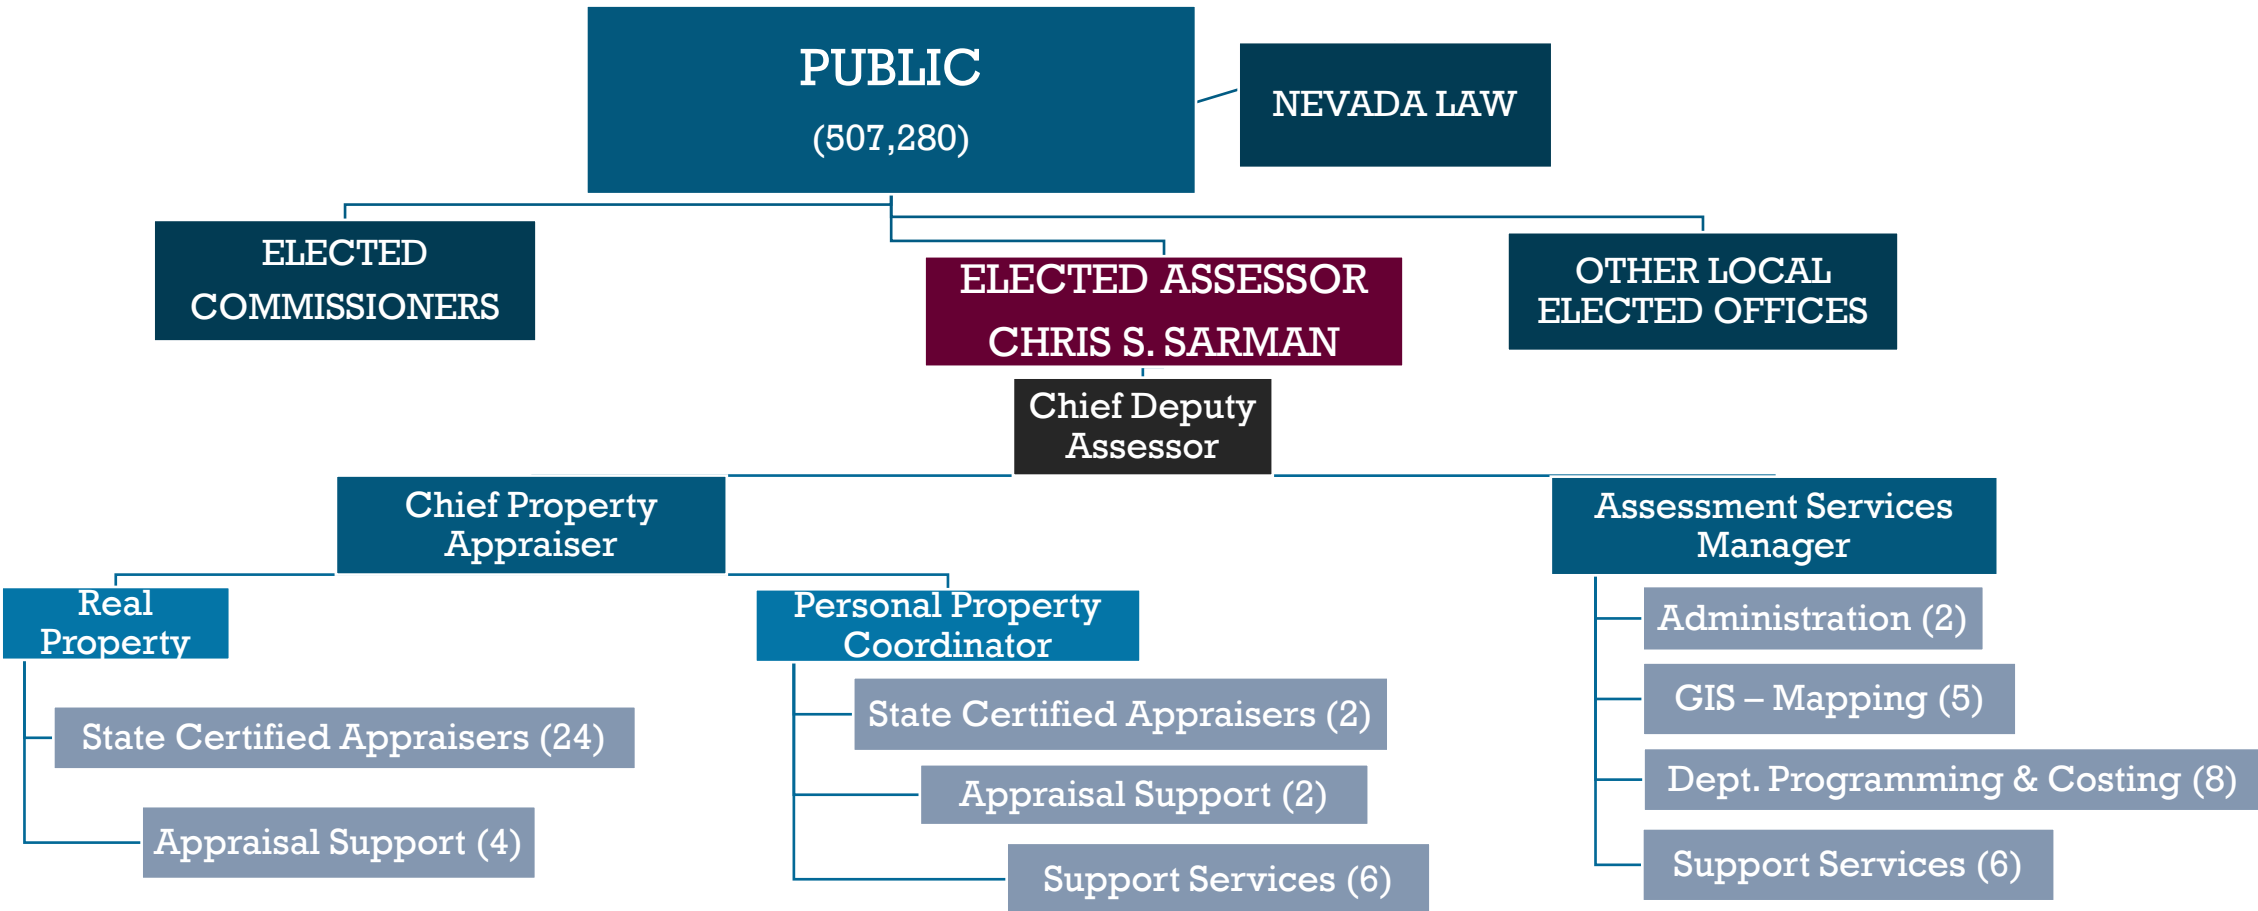 PUBLIC
(507,280)
NEVADA LAW
ELECTED
COMMISSIONERS
ELECTED ASSESSOR
CHRIS S. SARMAN
OTHER LOCAL
ELECTED OFFICES
Chief Deputy
Assessor
Chief Property
Appraiser
Assessment Services
Manager
Real
Property
State Certified Appraisers (24)
Appraisal Support (4)
Personal Property
Coordinator
State Certified Appraisers (2)
Appraisal Support (2)
Support Services (6)
Administration (2)
GIS – Mapping (5)
Dept. Programming & Costing (8)
Support Services (6)